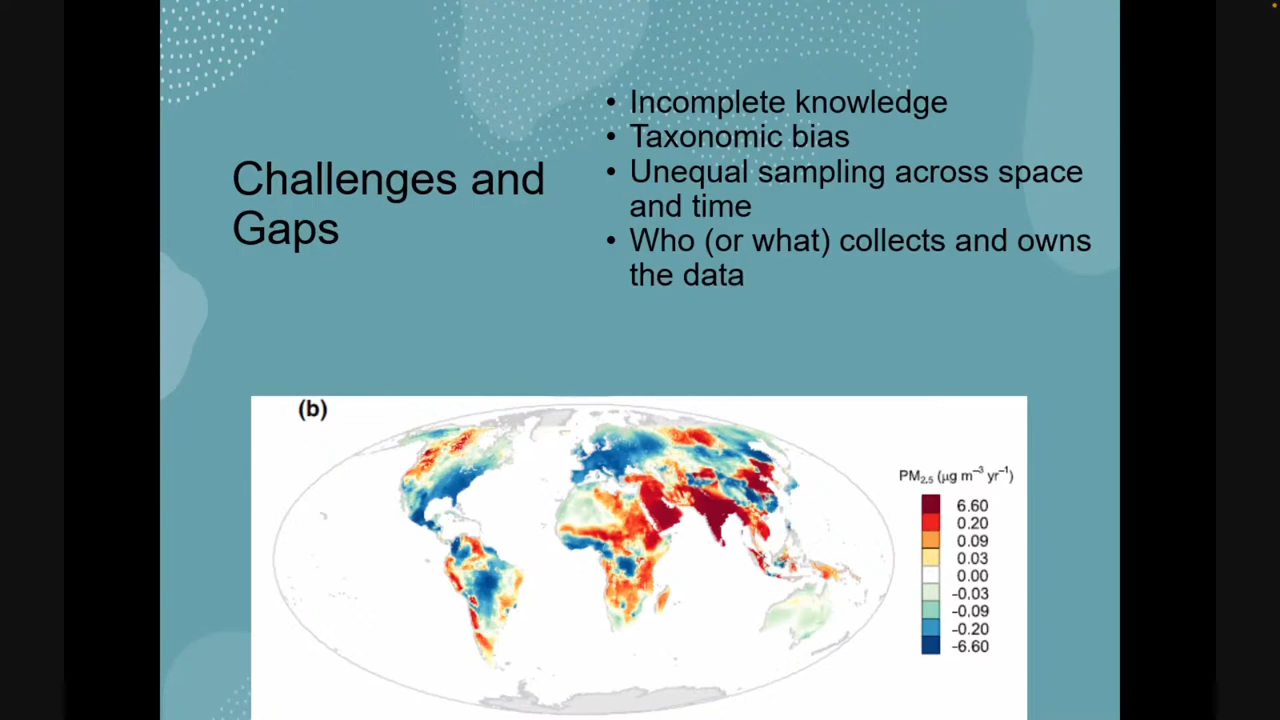 Challenges and
Gaps
• Incomplete knowledge
• Taxonomic bias
• Unequal sampling across space
and time
• Who (or what) collects and owns
the data
(b)
PM₂.₅ (μg m⁻³ yr⁻¹)
6.60
0.20
0.09
0.03
0.00
-0.03
-0.09
-0.20
-6.60